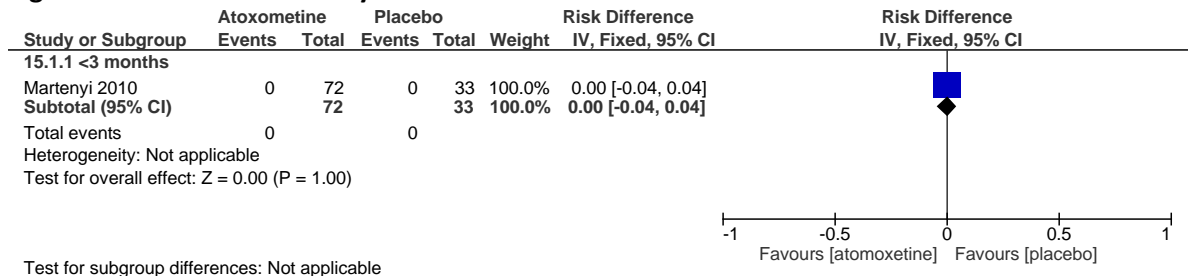 Atoxometine Placebo Risk Difference Risk Difference
Study or Subgroup Events Total Events Total Weight IV, Fixed, 95% CI IV, Fixed, 95% CI
15.1.1 <3 months
Martenyi 2010 0 72 0 33 100.0% 0.00 [-0.04, 0.04]
Subtotal (95% CI) 72 33 100.0% 0.00 [-0.04, 0.04]
Total events 0 0
Heterogeneity: Not applicable
Test for overall effect: Z = 0.00 (P = 1.00)
-1 -0.5 0 0.5 1
Favours [atomoxetine] Favours [placebo]
Test for subgroup differences: Not applicable